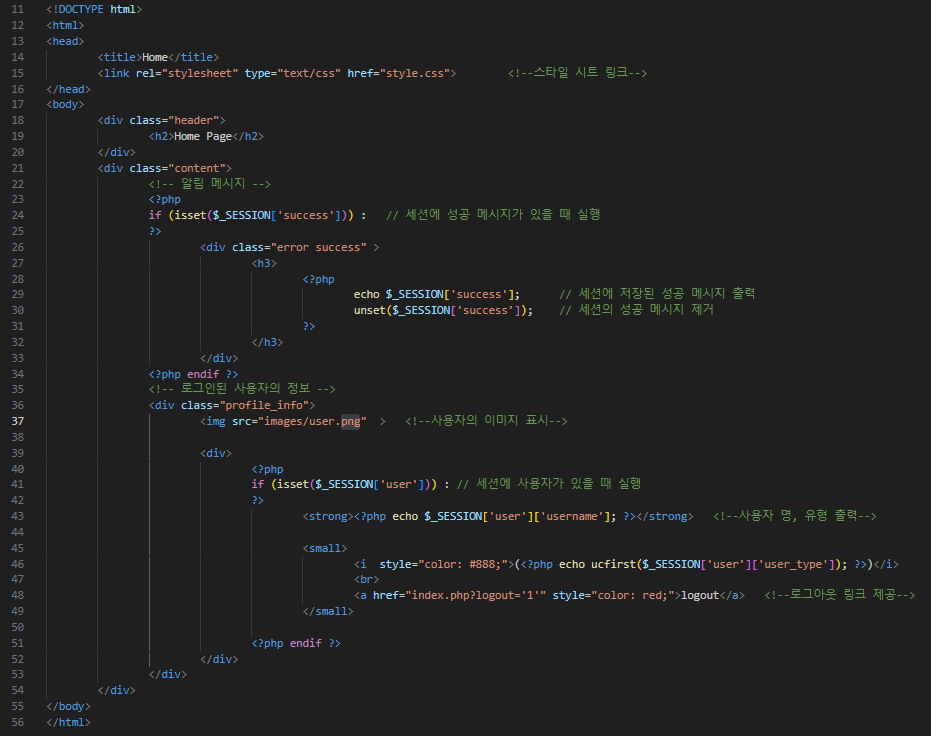 11 <!DOCTYPE html>
12 <html>
13 <head>
14 <title>Home</title>
15 <link rel="stylesheet" type="text/css" href="style.css"> <!--스타일 시트 링크-->
16 </head>
17 <body>
18 <div class="header">
19 <h2>Home Page</h2>
20 </div>
21 <div class="content">
22 <!-- 알림 메시지 -->
23 <?php
24 if (isset($_SESSION['success'])) : // 세션에 성공 메시지가 있을 때 실행
25 ?>
26 <div class="error success" >
27 <h3>
28 <?php
29 echo $_SESSION['success']; // 세션에 저장된 성공 메시지 출력
30 unset($_SESSION['success']); // 세션의 성공 메시지 제거
31 ?>
32 </h3>
33 </div>
34 <?php endif ?>
35 <!-- 로그인된 사용자의 정보 -->
36 <div class="profile_info">
37 <img src="images/user.png" > <!--사용자의 이미지 표시-->
38
39 <div>
40 <?php
41 if (isset($_SESSION['user'])) : // 세션에 사용자가 있을 때 실행
42 ?>
43 <strong><?php echo $_SESSION['user']['username']; ?></strong> <!--사용자 명, 유형 출력-->
44
45 <small>
46 <i style="color: #888;">(<?php echo ucfirst($_SESSION['user']['user_type']); ?>)</i>
47 <br>
48 <a href="index.php?logout='1'" style="color: red;">logout</a> <!--로그아웃 링크 제공-->
49 </small>
50
51 <?php endif ?>
52 </div>
53 </div>
54 </div>
55 </body>
56 </html>